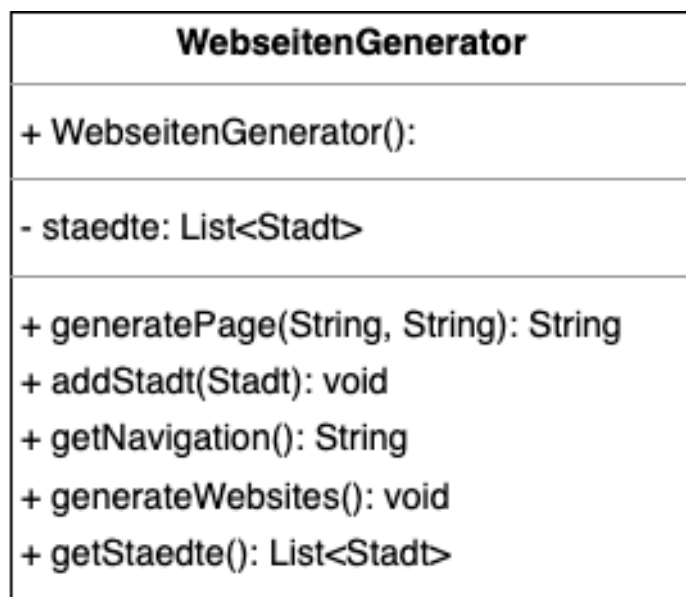 WebseitenGenerator
+ WebseitenGenerator():
- staedte: List<Stadt>
+ generatePage(String, String): String
+ addStadt(Stadt): void
+ getNavigation(): String
+ generateWebsites(): void
+ getStaedte(): List<Stadt>